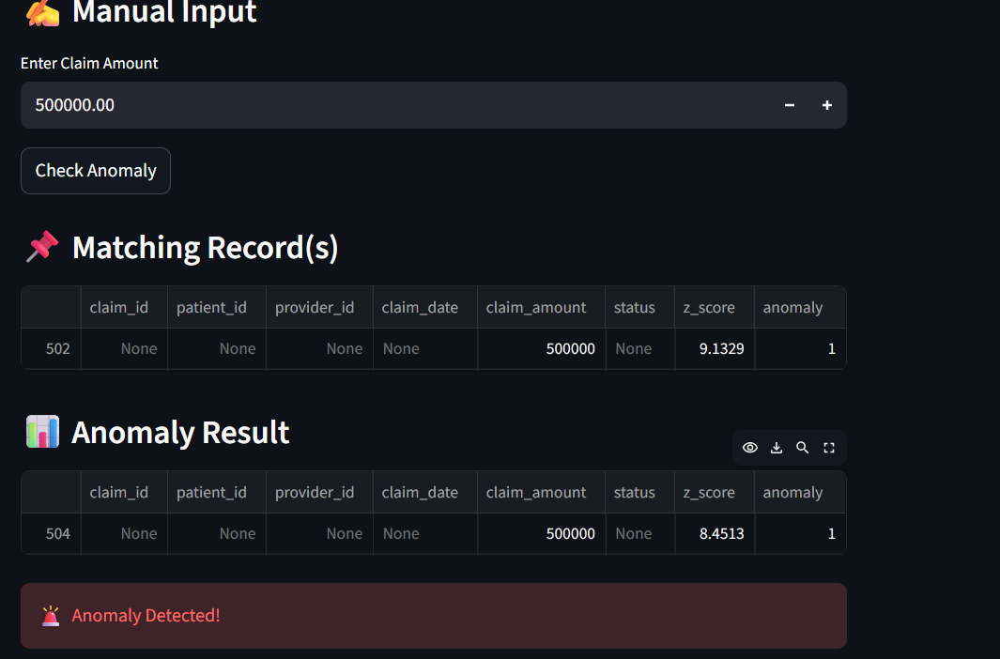 Manual Input
Enter Claim Amount
500000.00 − +
Check Anomaly
Matching Record(s)
claim_id patient_id provider_id claim_date claim_amount status z_score anomaly
502 None None None None 500000 None 9.1329 1
Anomaly Result
claim_id patient_id provider_id claim_date claim_amount status z_score anomaly
504 None None None None 500000 None 8.4513 1
Anomaly Detected!